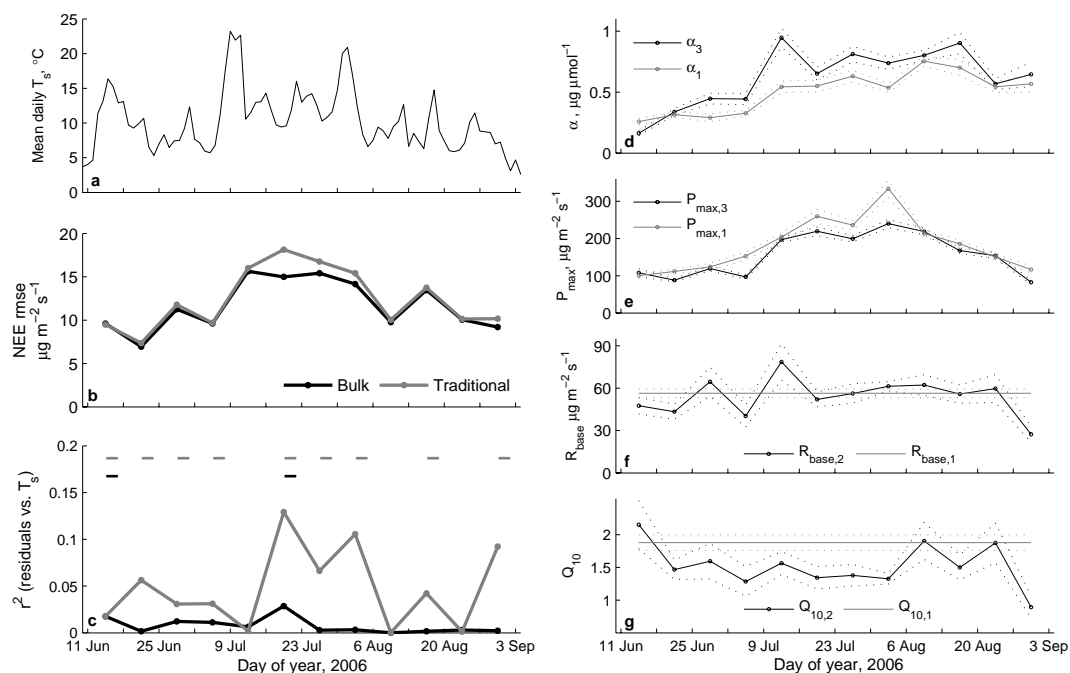 25
20
15
10
5
0
Mean daily T_s, °C
a
20
15
10
5
0
NEE rmse
µg m⁻² s⁻¹
Bulk
Traditional
b
0.2
0.15
0.1
0.05
0
r² (residuals vs. T_s)
c
11 Jun
25 Jun
9 Jul
23 Jul
6 Aug
20 Aug
3 Sep
Day of year, 2006
1
0.5
0
α , µg µmol⁻¹
α₃
α₁
d
300
200
100
0
P_max, µg m⁻² s⁻¹
P_max,3
P_max,1
e
90
60
30
0
R_base µg m⁻² s⁻¹
R_base,2
R_base,1
f
2
1.5
1
Q₁₀
Q_10,2
Q_10,1
g
11 Jun
25 Jun
9 Jul
23 Jul
6 Aug
20 Aug
3 Sep
Day of year, 2006